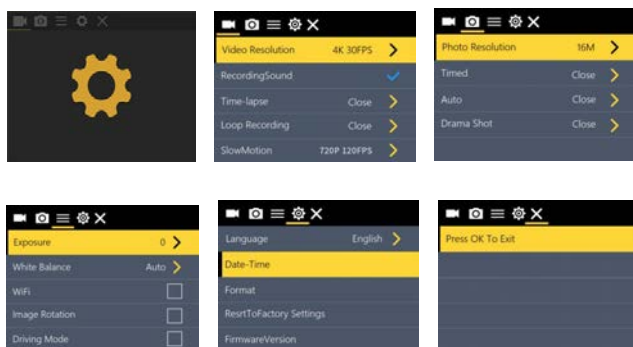 Video Resolution 4K 30FPS
RecordingSound
Time-lapse Close
Loop Recording Close
SlowMotion 720P 120FPS
Photo Resolution 16M
Timed Close
Auto Close
Drama Shot Close
Exposure 0
White Balance Auto
WiFi
Image Rotation
Driving Mode
Language English
Date-Time
Format
ResrtToFactory Settings
FirmwareVersion
Press OK To Exit